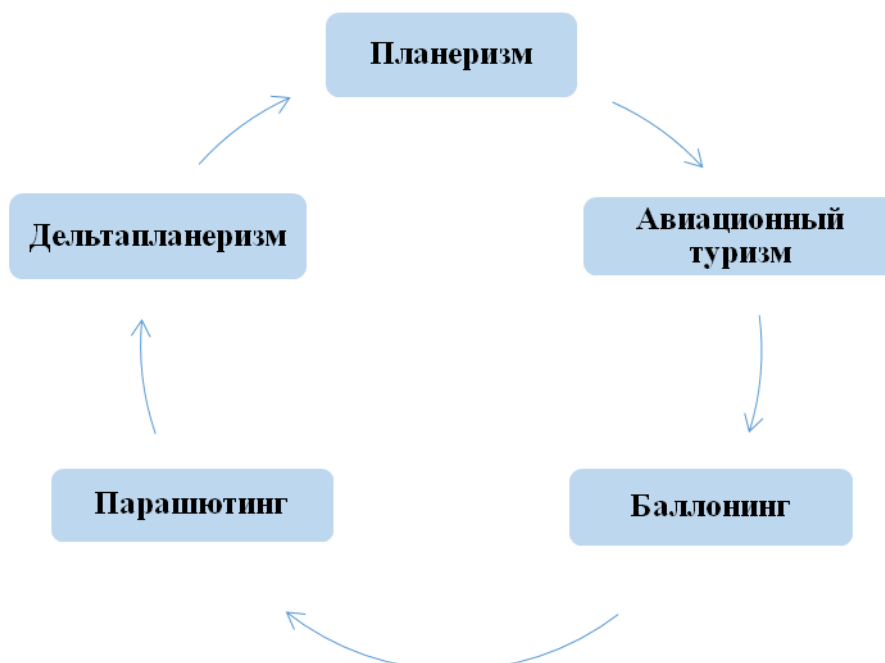 Планеризм
Авиационный
туризм
Баллонинг
Парашютинг
Дельтапланеризм